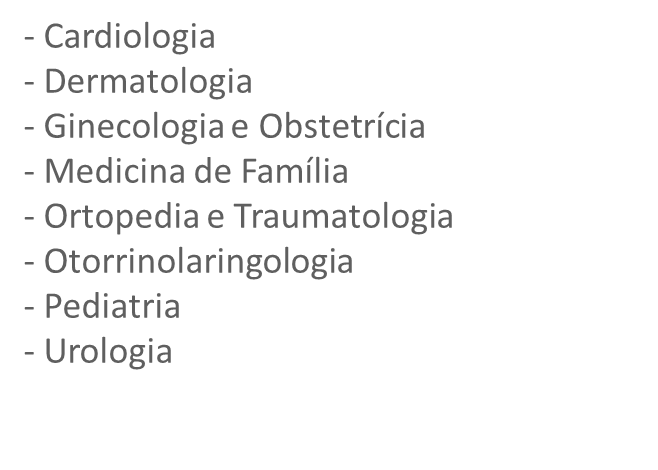 - Cardiologia
- Dermatologia
- Ginecologia e Obstetrícia
- Medicina de Família
- Ortopedia e Traumatologia
- Otorrinolaringologia
- Pediatria
- Urologia